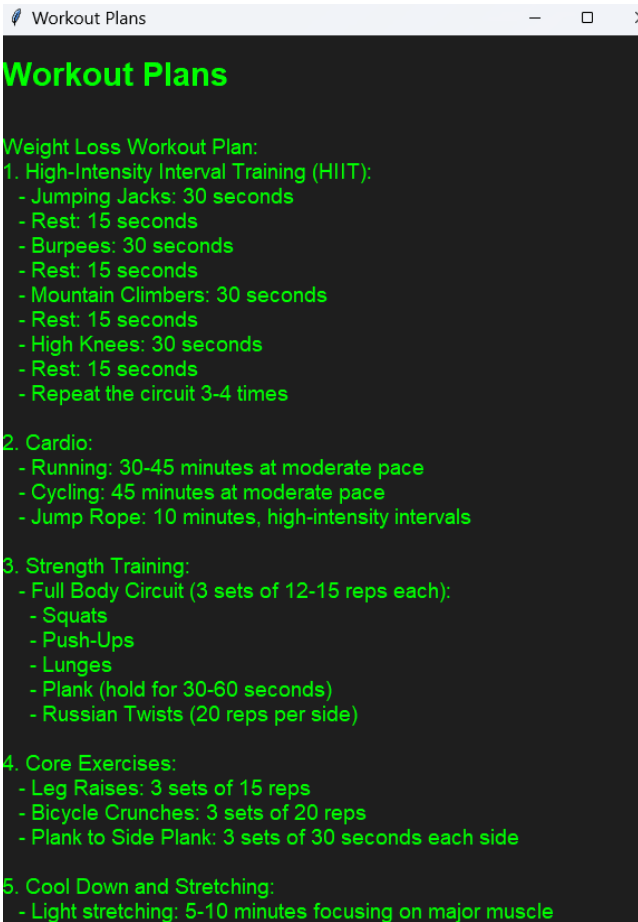 Workout Plans
Workout Plans
Weight Loss Workout Plan:
1. High-Intensity Interval Training (HIIT):
- Jumping Jacks: 30 seconds
- Rest: 15 seconds
- Burpees: 30 seconds
- Rest: 15 seconds
- Mountain Climbers: 30 seconds
- Rest: 15 seconds
- High Knees: 30 seconds
- Rest: 15 seconds
- Repeat the circuit 3-4 times
2. Cardio:
- Running: 30-45 minutes at moderate pace
- Cycling: 45 minutes at moderate pace
- Jump Rope: 10 minutes, high-intensity intervals
3. Strength Training:
- Full Body Circuit (3 sets of 12-15 reps each):
- Squats
- Push-Ups
- Lunges
- Plank (hold for 30-60 seconds)
- Russian Twists (20 reps per side)
4. Core Exercises:
- Leg Raises: 3 sets of 15 reps
- Bicycle Crunches: 3 sets of 20 reps
- Plank to Side Plank: 3 sets of 30 seconds each side
5. Cool Down and Stretching:
- Light stretching: 5-10 minutes focusing on major muscle